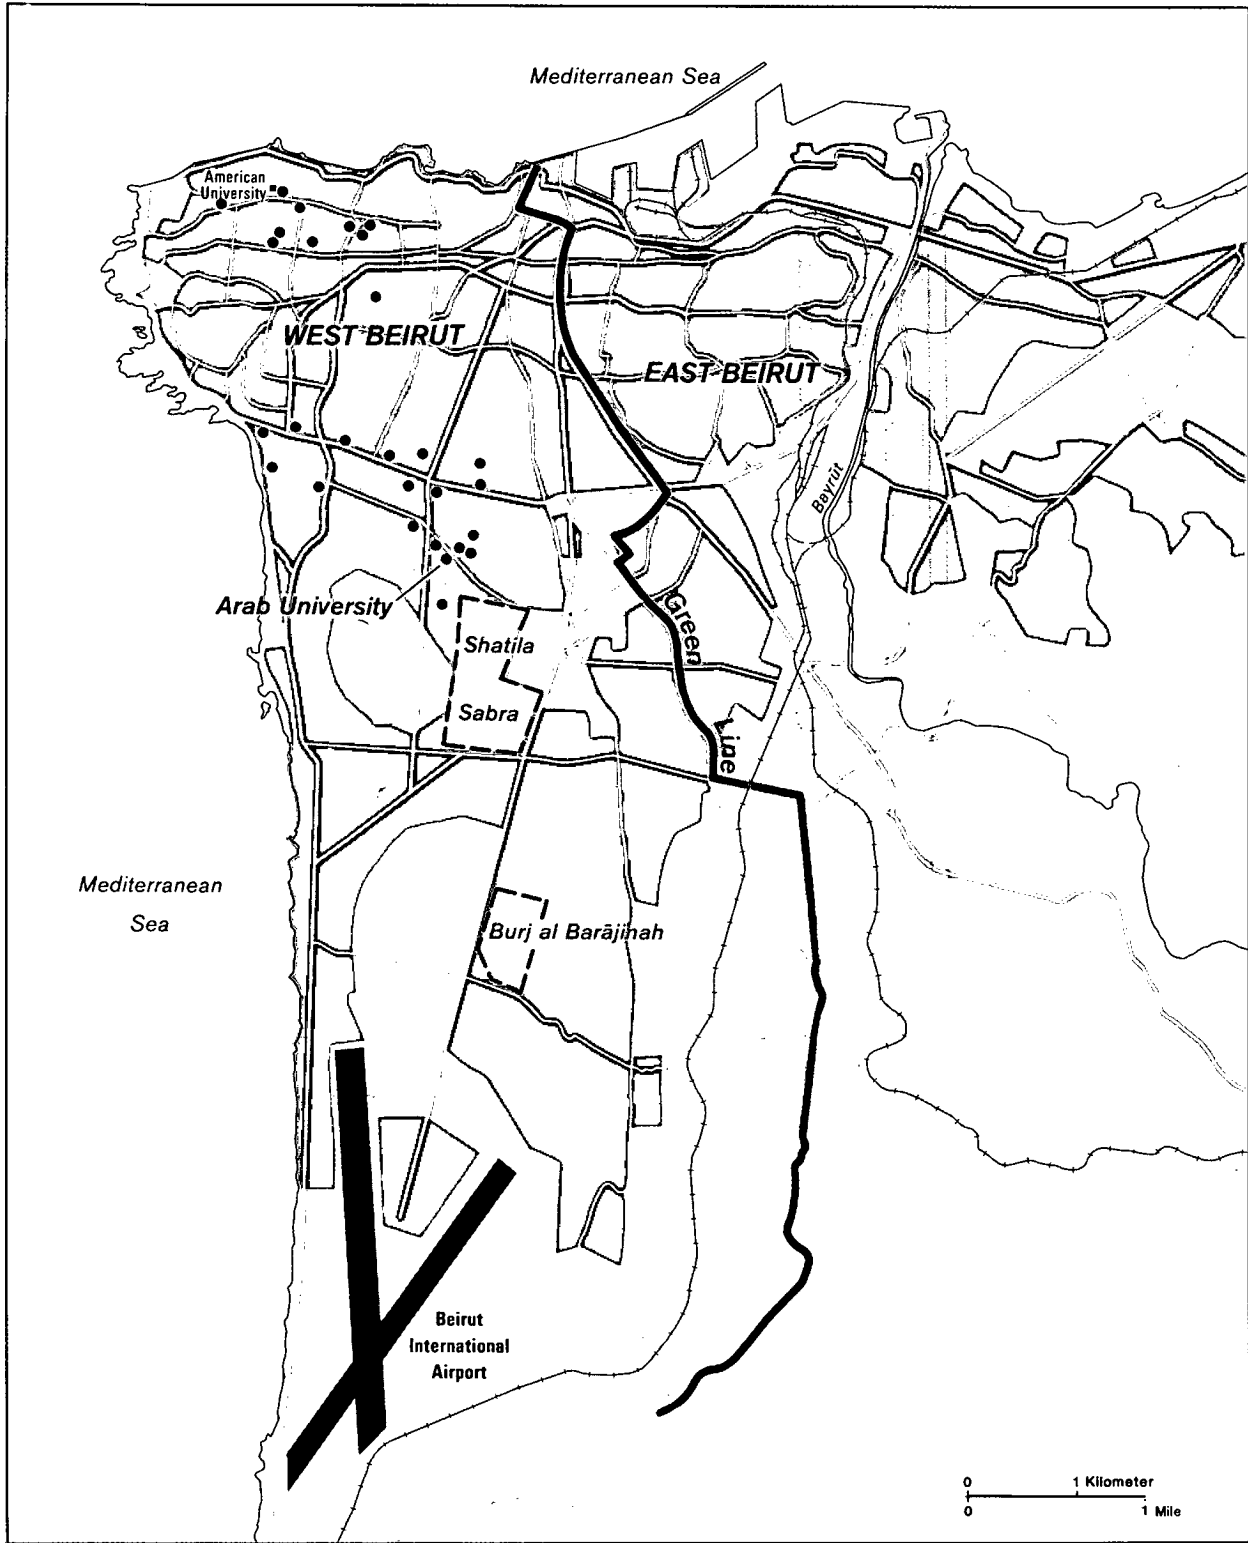 Mediterranean Sea
American
University
WEST BEIRUT
EAST BEIRUT
Bayrūt
Arab University
Green
Line
Shatila
Sabra
Mediterranean
Sea
Burj al Barājinah
Beirut
International
Airport
0 1 Kilometer
0 1 Mile